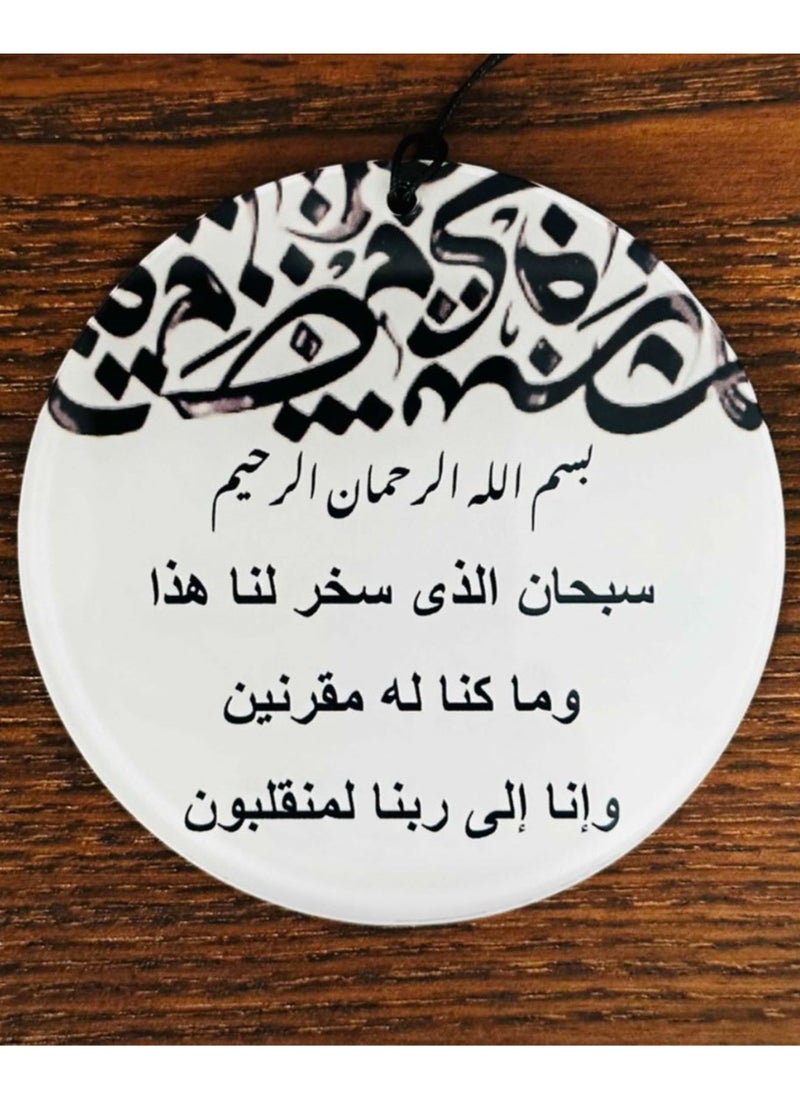 بسم الله الرحمان الرحيم
سبحان الذى سخر لنا هذا
وما كنا له مقرنين
وإنا إلى ربنا لمنقلبون